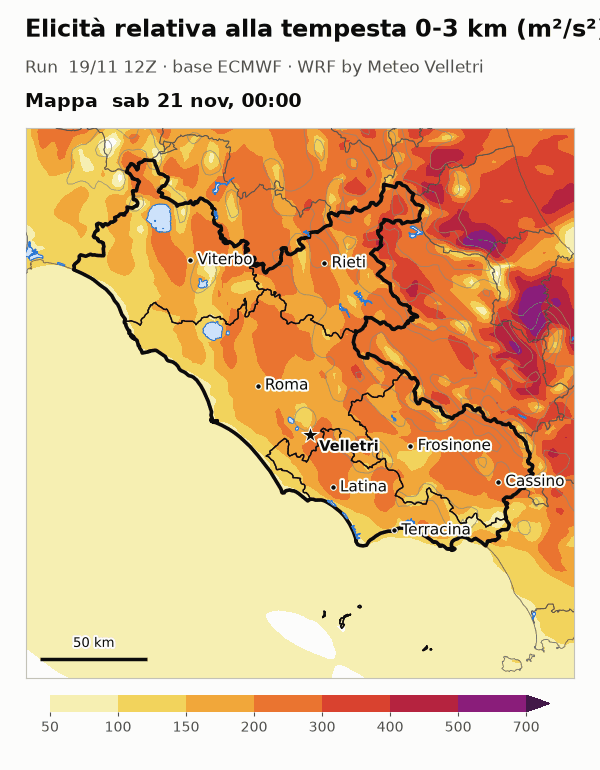 Elicità relativa alla tempesta 0-3 km (m²/s²)
Run  19/11 12Z · base ECMWF · WRF by Meteo Velletri
Mappa  sab 21 nov, 00:00
Viterbo
Rieti
Roma
Velletri
Frosinone
Latina
Cassino
Terracina
50 km
50 100 150 200 300 400 500 700